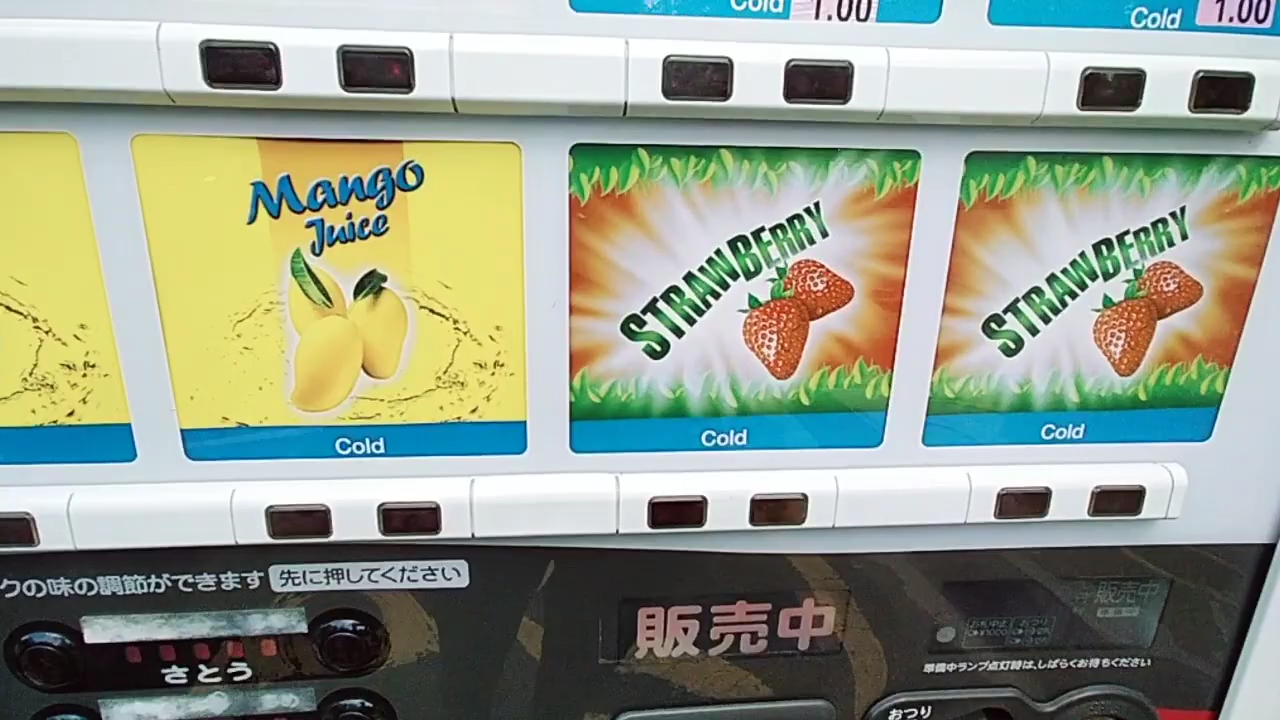 Cold 1.00
Cold 1.00
Mango
Juice
Cold
STRAWBERRY
Cold
STRAWBERRY
Cold
クの味の調節ができます 先に押してください
さとう
販売中
販売中
準備中ランプ点灯時は、しばらくお待ちください
おつり